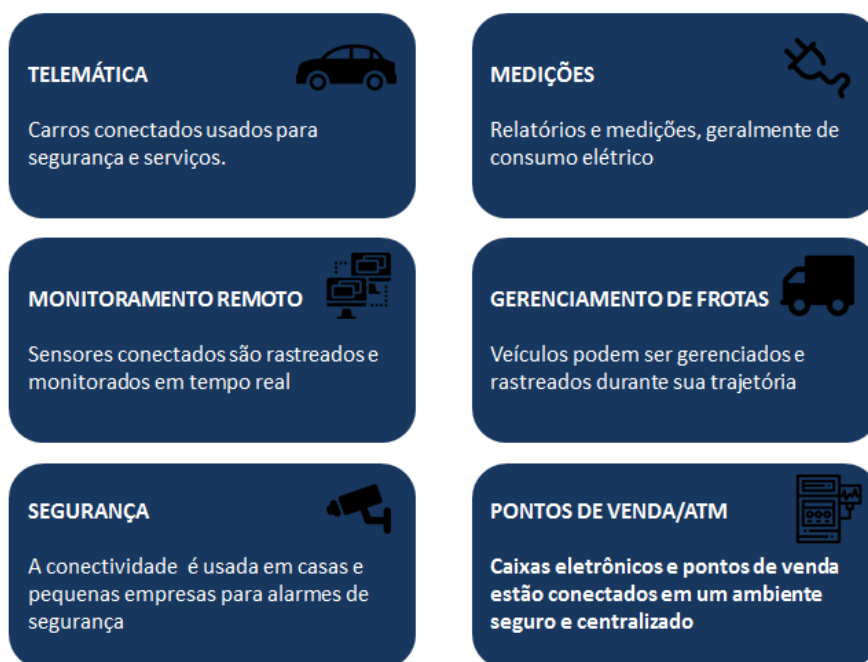 TELEMÁTICA
Carros conectados usados para
segurança e serviços.
MEDIÇÕES
Relatórios e medições, geralmente de
consumo elétrico
MONITORAMENTO REMOTO
Sensores conectados são rastreados e
monitorados em tempo real
GERENCIAMENTO DE FROTAS
Veículos podem ser gerenciados e
rastreados durante sua trajetória
SEGURANÇA
A conectividade é usada em casas e
pequenas empresas para alarmes de
segurança
PONTOS DE VENDA/ATM
Caixas eletrônicos e pontos de venda
estão conectados em um ambiente
seguro e centralizado